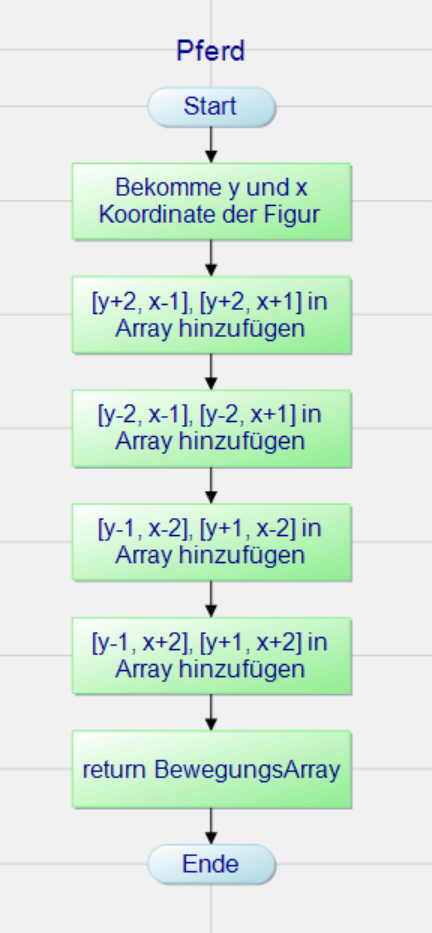 Pferd
Start
Bekomme y und x
Koordinate der Figur
[y+2, x-1], [y+2, x+1] in
Array hinzufügen
[y-2, x-1], [y-2, x+1] in
Array hinzufügen
[y-1, x-2], [y+1, x-2] in
Array hinzufügen
[y-1, x+2], [y+1, x+2] in
Array hinzufügen
return BewegungsArray
Ende